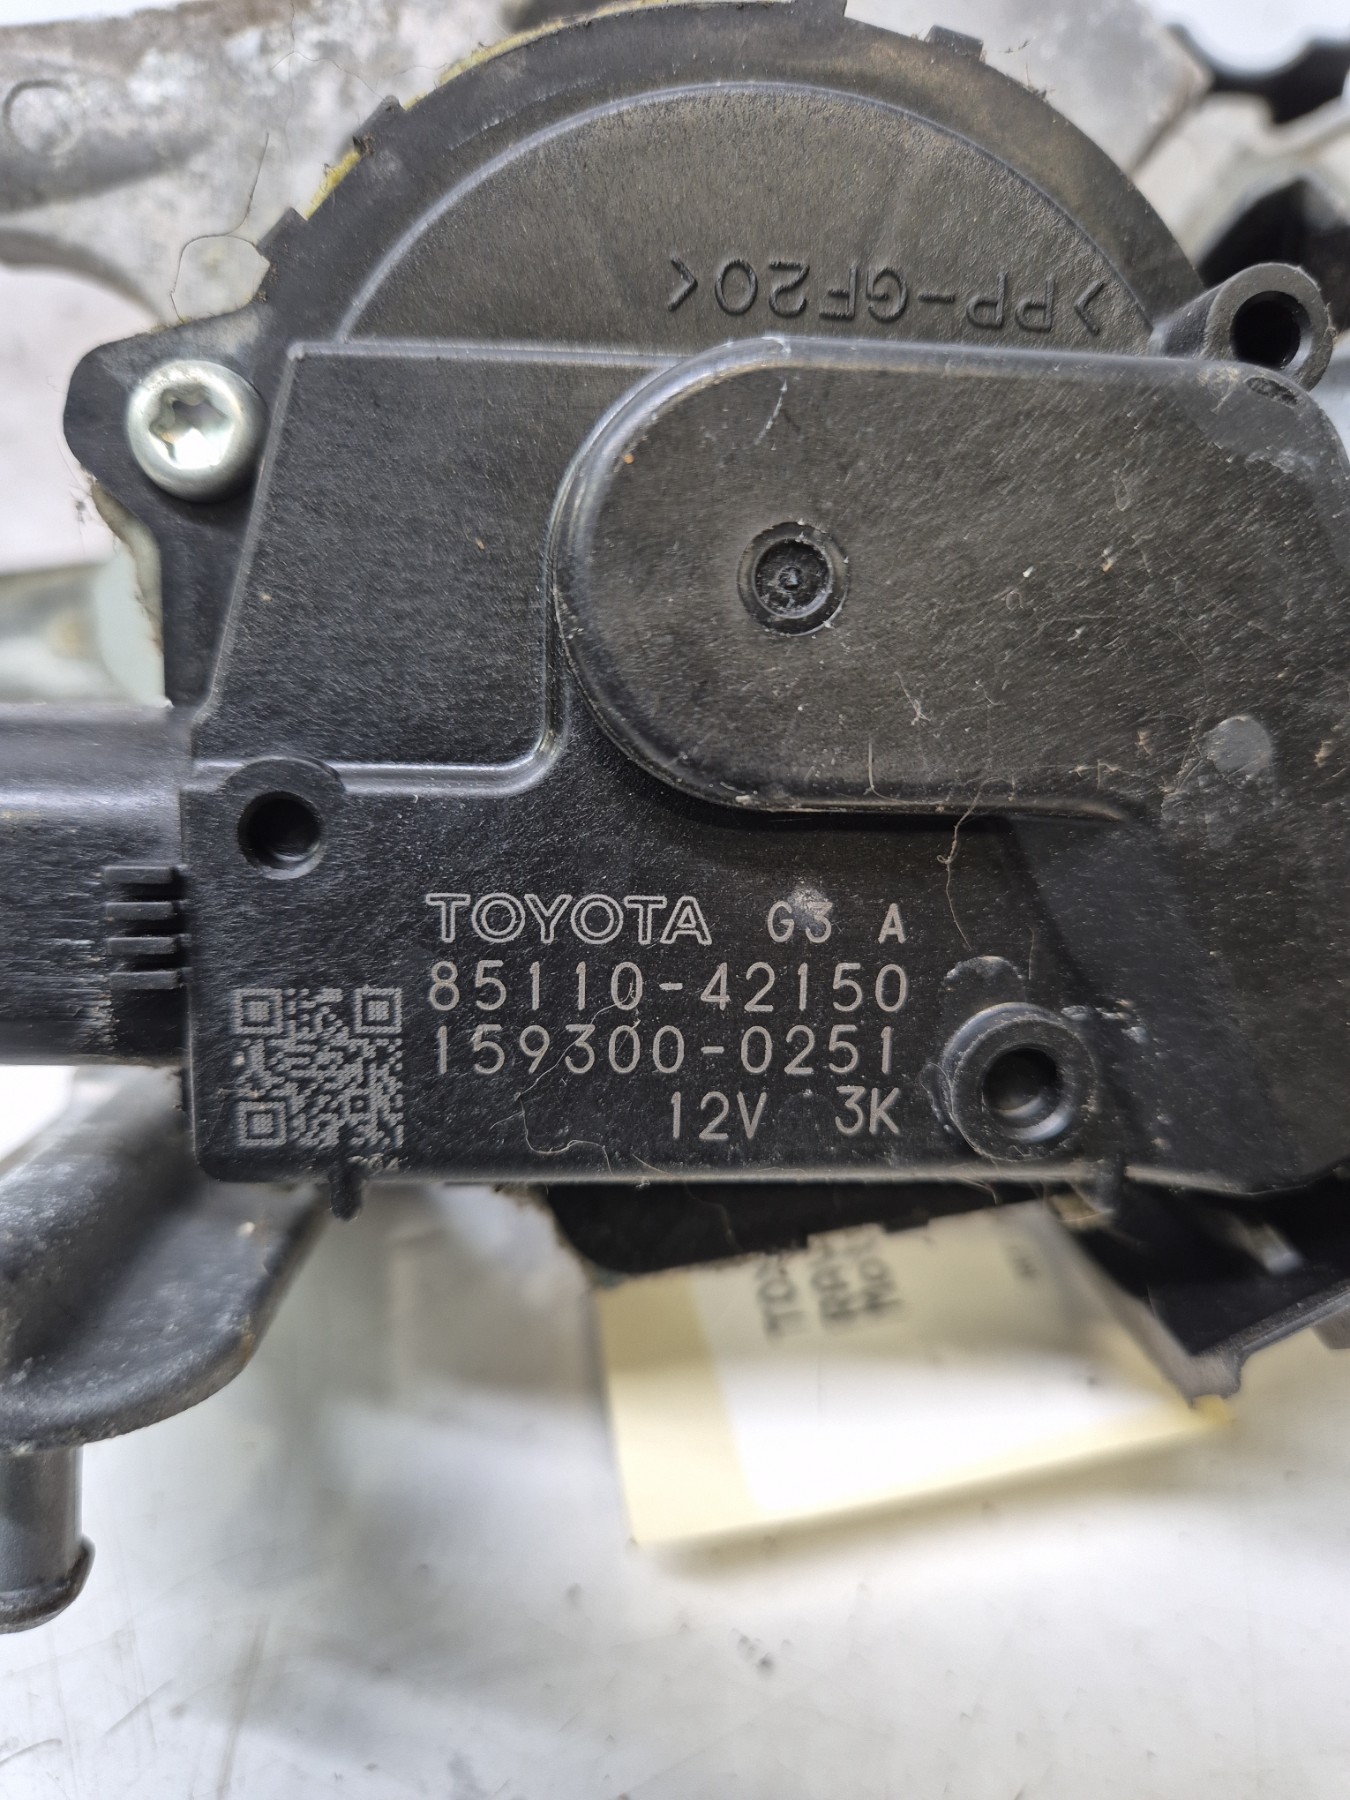 >PP-GF20<
TOYOTA G3 A
85110-42150
159300-0251
12V 3K